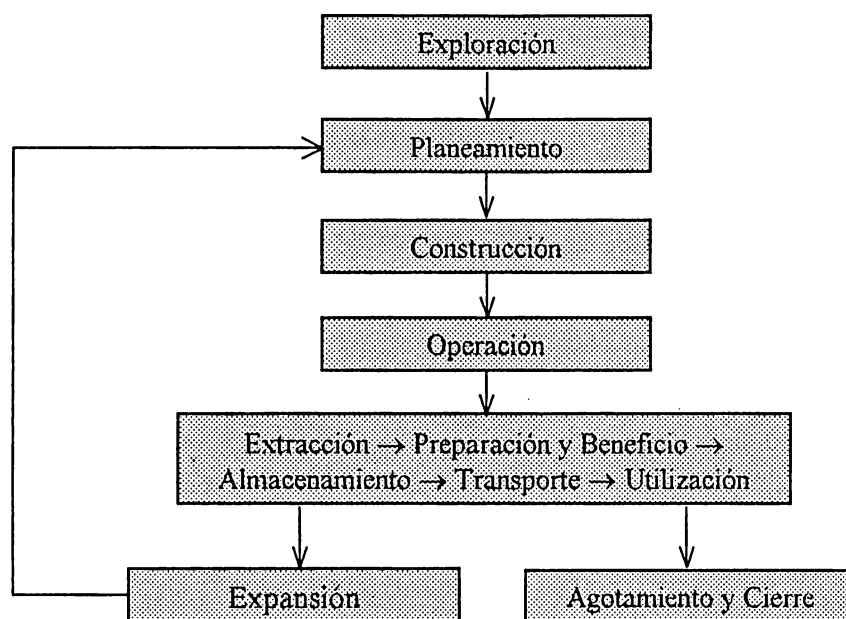 Exploración
Planeamiento
Construcción
Operación
Extracción → Preparación y Beneficio →
Almacenamiento → Transporte → Utilización
Expansión
Agotamiento y Cierre